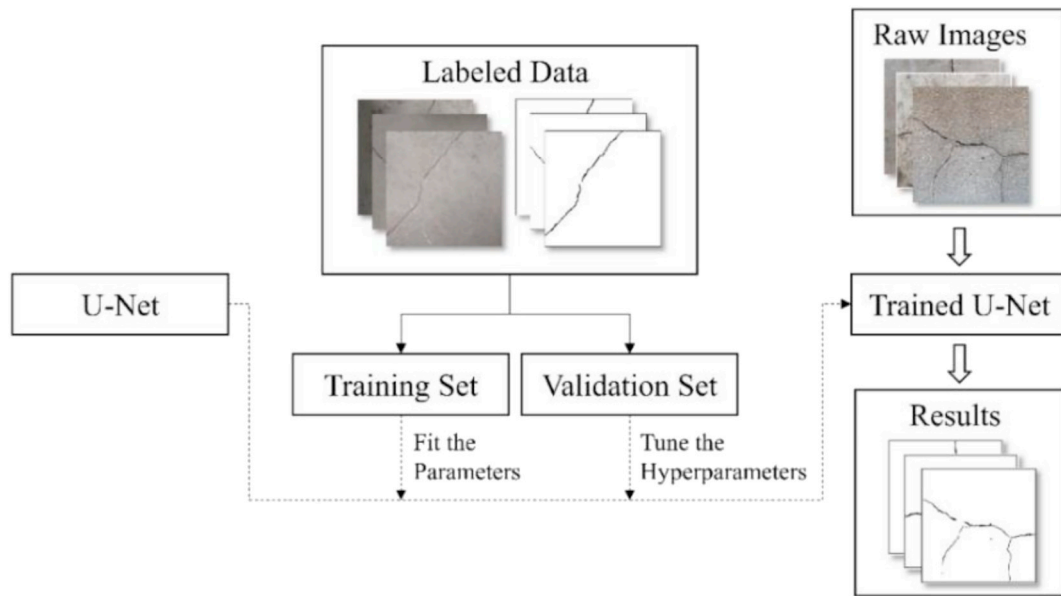 Labeled Data
Raw Images
U-Net
Trained U-Net
Training Set
Validation Set
Fit the
Parameters
Tune the
Hyperparameters
Results